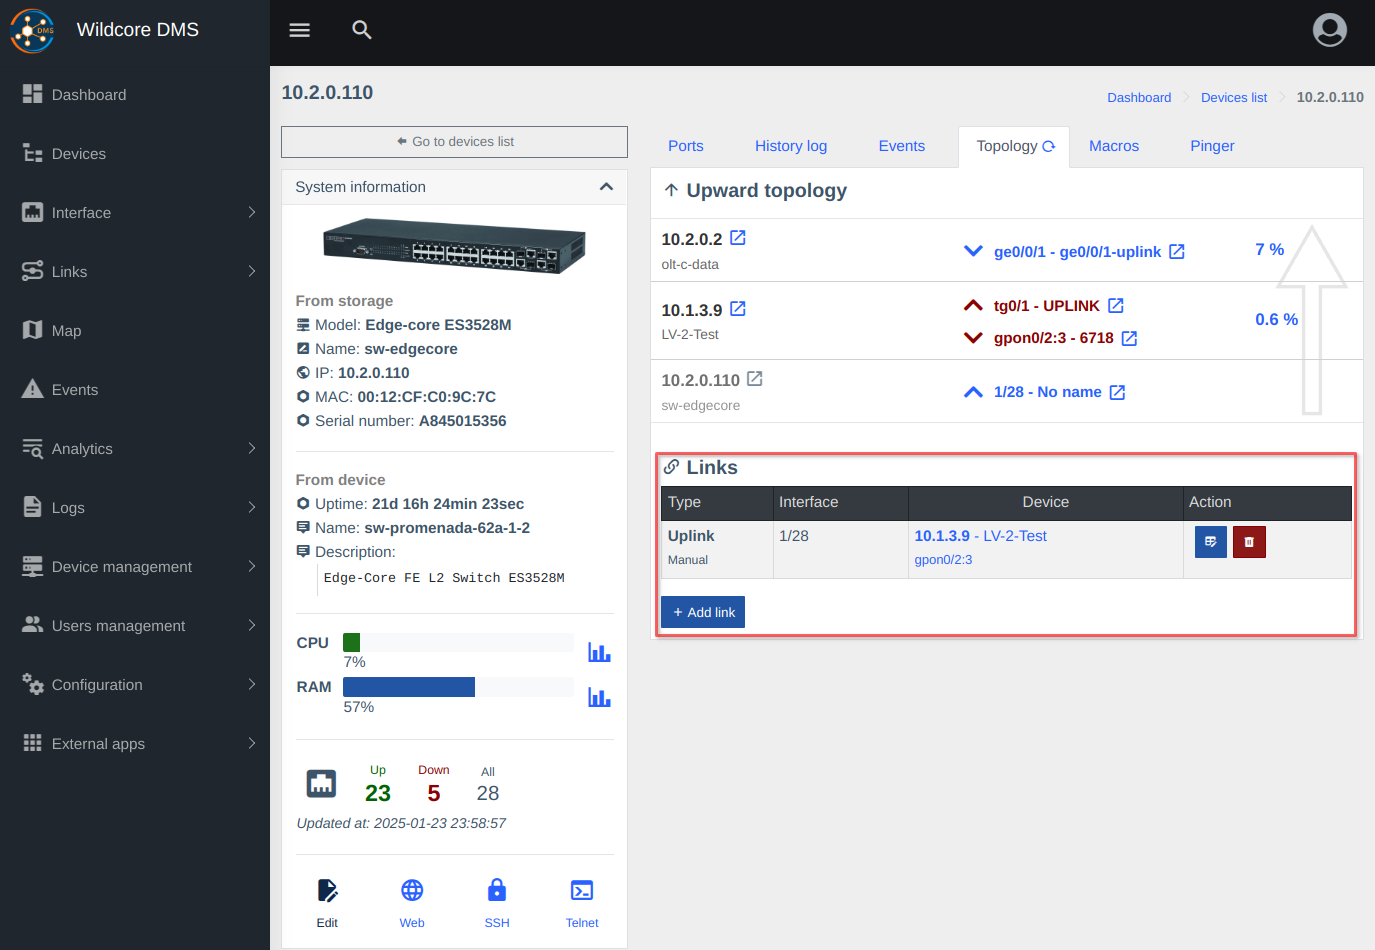 DMS
Wildcore DMS
Dashboard
Devices
Interface
Links
Map
Events
Analytics
Logs
Device management
Users management
Configuration
External apps
10.2.0.110
Dashboard
Devices list
10.2.0.110
Go to devices list
System information
From storage
Model: Edge-core ES3528M
Name: sw-edgecore
IP: 10.2.0.110
MAC: 00:12:CF:C0:9C:7C
Serial number: A845015356
From device
Uptime: 21d 16h 24min 23sec
Name: sw-promenada-62a-1-2
Description:
Edge-Core FE L2 Switch ES3528M
CPU
7%
RAM
57%
Up Down All
23 5 28
Updated at: 2025-01-23 23:58:57
Edit Web SSH Telnet
Ports History log Events Topology Macros Pinger
Upward topology
10.2.0.2
olt-c-data
ge0/0/1 - ge0/0/1-uplink
7 %
10.1.3.9
LV-2-Test
tg0/1 - UPLINK
gpon0/2:3 - 6718
0.6 %
10.2.0.110
sw-edgecore
1/28 - No name
Links
Type Interface Device Action
Uplink 1/28 10.1.3.9 - LV-2-Test
Manual gpon0/2:3
+ Add link